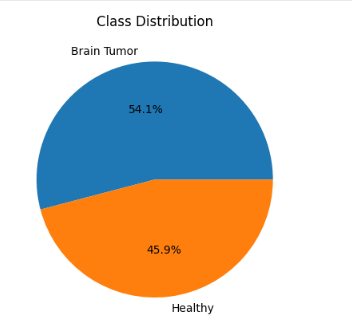 Class Distribution
Brain Tumor
54.1%
45.9%
Healthy